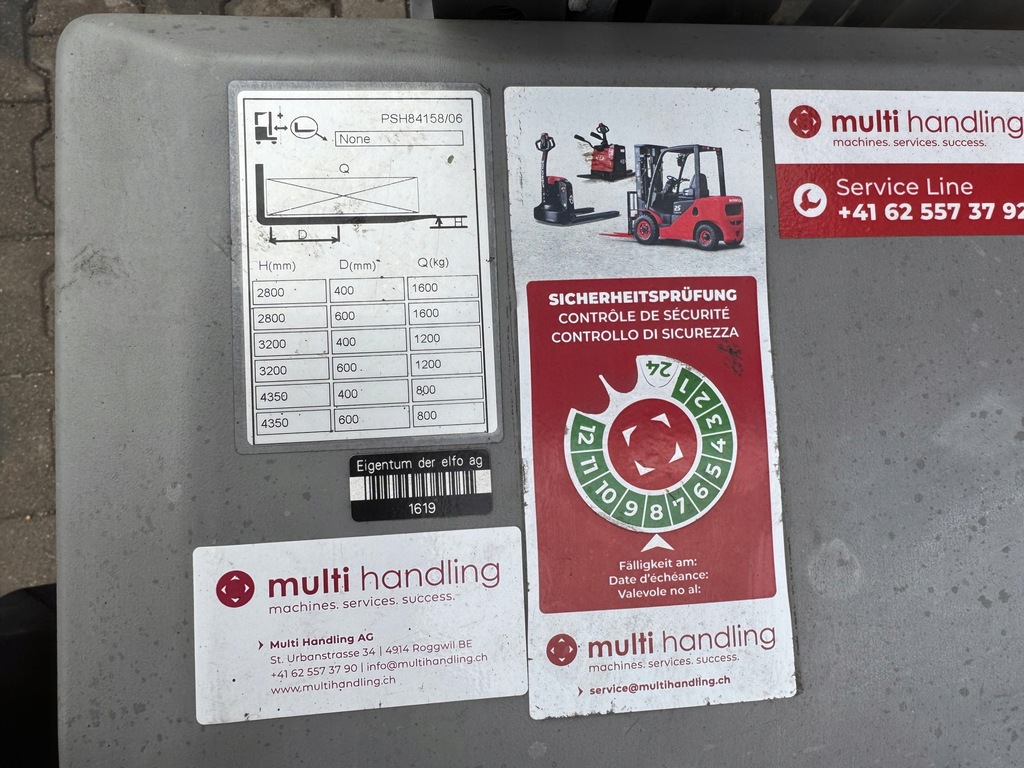 PSH84158/06
None
Q
H
D
H(mm) D(mm) Q(kg)
2800 400 1600
2800 600 1600
3200 400 1200
3200 600 1200
4350 400 800
4350 600 800
Eigentum der elfo ag
1619
multi handling
machines. services. success.
Multi Handling AG
St. Urbanstrasse 34 | 4914 Roggwil BE
+41 62 557 37 90 | info@multihandling.ch
www.multihandling.ch
25
SICHERHEITSPRÜFUNG
CONTRÔLE DE SÉCURITÉ
CONTROLLO DI SICUREZZA
24
1
2
3
4
5
6
7
8
9
10
11
12
Fälligkeit am:
Date d'échéance:
Valevole no al:
multi handling
machines. services. success.
service@multihandling.ch
multi handling
machines. services. success.
Service Line
+41 62 557 37 92